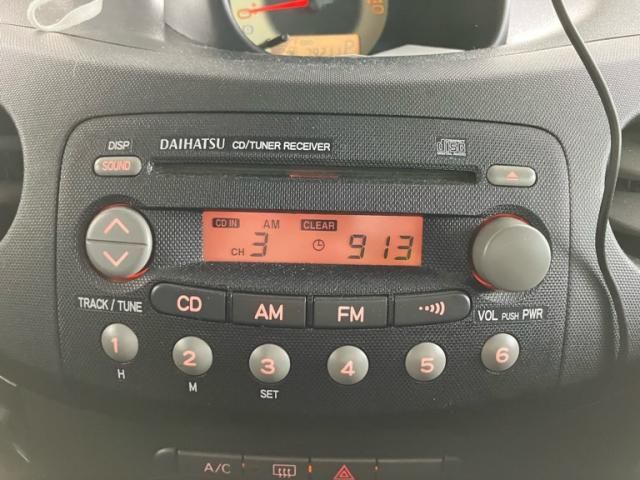 DISP
DAIHATSU CD/TUNER RECEIVER
SOUND
CD IN AM CLEAR
CH 3 913
CD AM FM
TRACK / TUNE
VOL PUSH PWR
1 2 3 4 5 6
H M SET
A/C